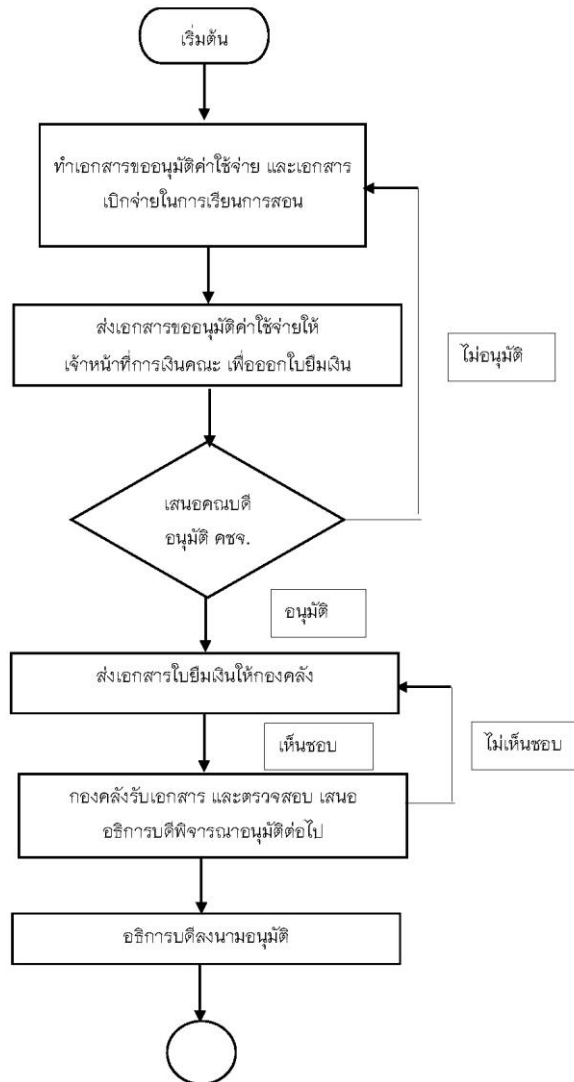 เริ่มต้น
ทำเอกสารขออนุมัติค่าใช้จ่าย และเอกสาร
เบิกจ่ายในการเรียนการสอน
ส่งเอกสารขออนุมัติค่าใช้จ่ายให้
เจ้าหน้าที่การเงินคณะ เพื่อออกใบยืมเงิน
ไม่อนุมัติ
เสนอคณบดี
อนุมัติ คชจ.
อนุมัติ
ส่งเอกสารใบยืมเงินให้กองคลัง
เห็นชอบ
ไม่เห็นชอบ
กองคลังรับเอกสาร และตรวจสอบ เสนอ
อธิการบดีพิจารณาอนุมัติต่อไป
อธิการบดีลงนามอนุมัติ